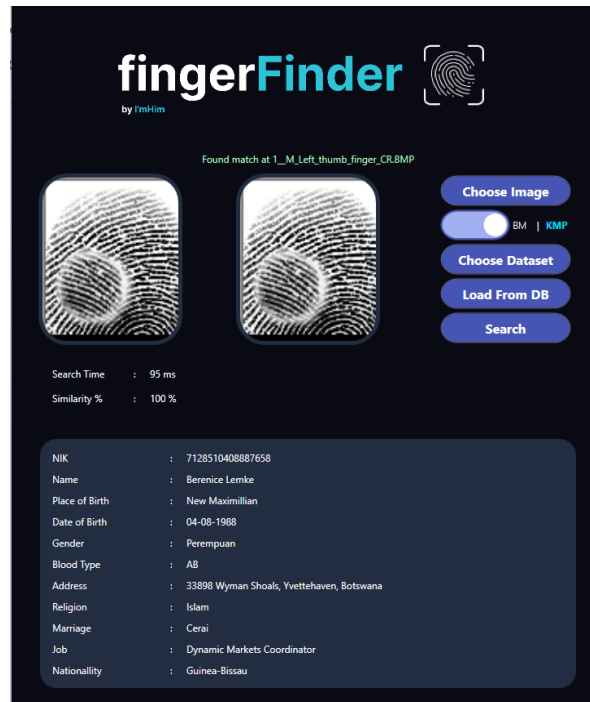 fingerFinder
by I'mHim
Found match at 1__M_Left_thumb_finger_CR.BMP
Choose Image
BM | KMP
Choose Dataset
Load From DB
Search
Search Time : 95 ms
Similarity % : 100 %
NIK : 7128510408887658
Name : Berenice Lemke
Place of Birth : New Maximillian
Date of Birth : 04-08-1988
Gender : Perempuan
Blood Type : AB
Address : 33898 Wyman Shoals, Yvettehaven, Botswana
Religion : Islam
Marriage : Cerai
Job : Dynamic Markets Coordinator
Nationallity : Guinea-Bissau